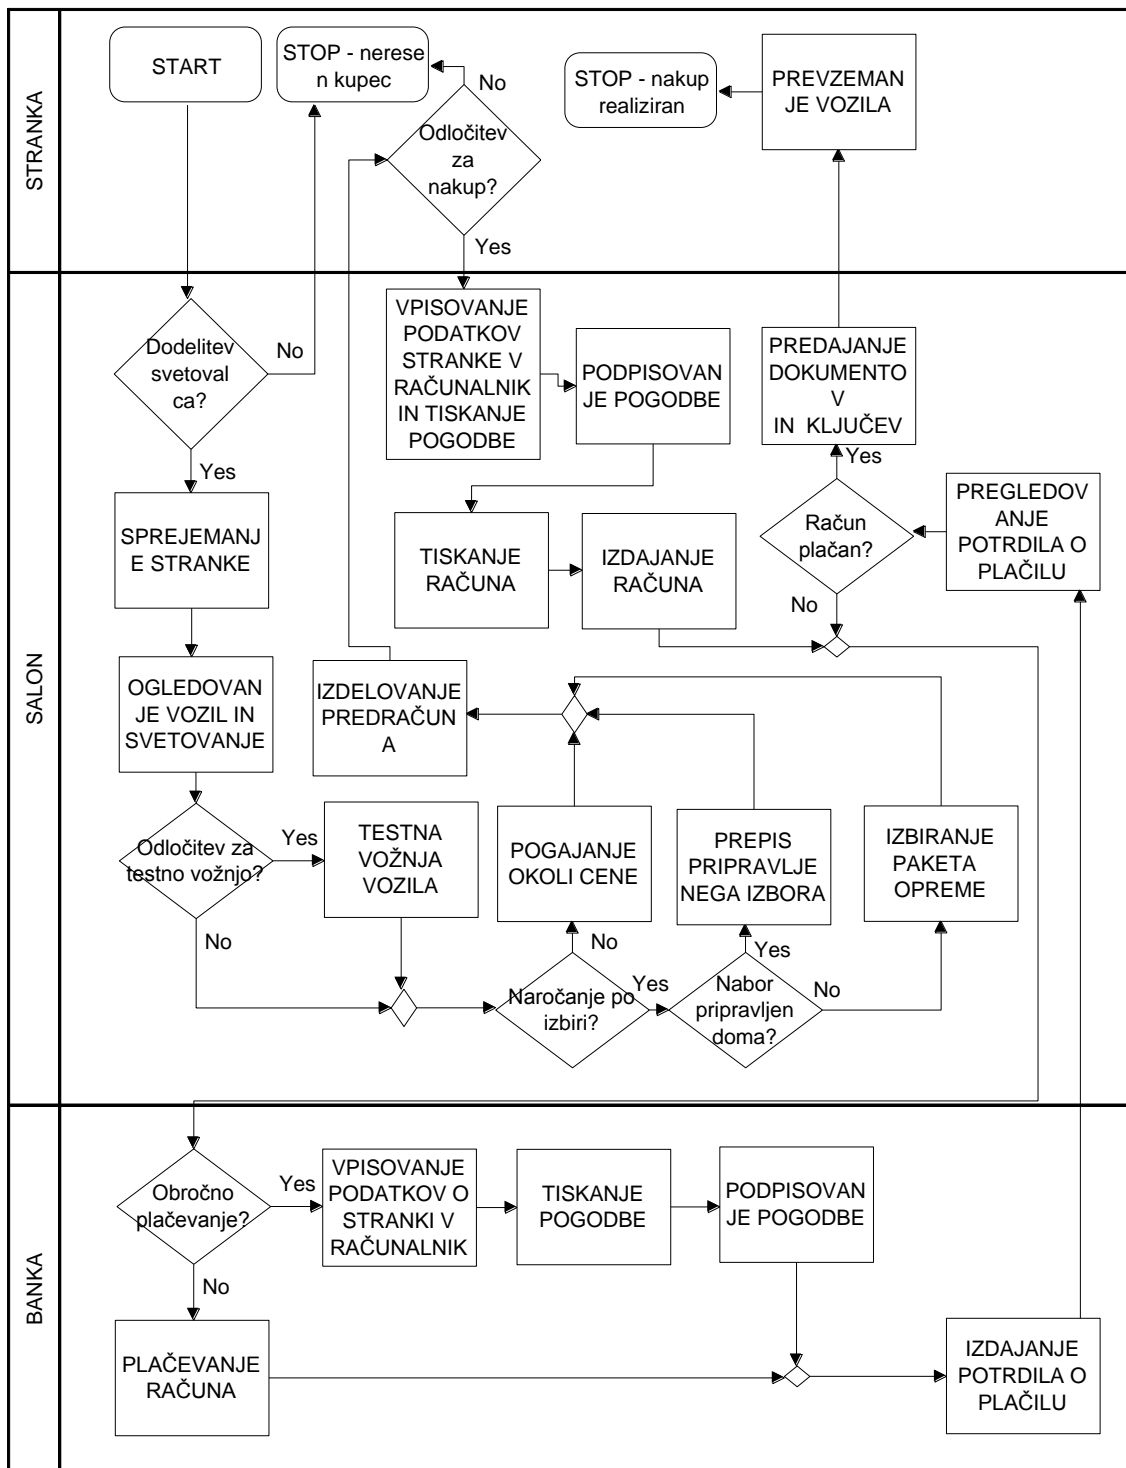 STRANKA
START
STOP - nerese
n kupec
No
Odločitev
za
nakup?
Yes
STOP - nakup
realiziran
PREVZEMAN
JE VOZILA
SALON
Dodelitev
svetoval
ca?
No
Yes
VPISOVANJE
PODATKOV
STRANKE V
RAČUNALNIK
IN TISKANJE
POGODBE
PODPISOVAN
JE POGODBE
PREDAJANJE
DOKUMENTO
V
IN  KLJUČEV
Yes
SPREJEMANJ
E STRANKE
TISKANJE
RAČUNA
IZDAJANJE
RAČUNA
Račun
plačan?
No
PREGLEDOV
ANJE
POTRDILA O
PLAČILU
OGLEDOVAN
JE VOZIL IN
SVETOVANJE
IZDELOVANJE
PREDRAČUN
A
Odločitev za
testno vožnjo?
Yes
No
TESTNA
VOŽNJA
VOZILA
POGAJANJE
OKOLI CENE
PREPIS
PRIPRAVLJE
NEGA IZBORA
IZBIRANJE
PAKETA
OPREME
No
Naročanje po
izbiri?
Yes
Yes
Nabor
pripravljen
doma?
No
BANKA
Obročno
plačevanje?
Yes
No
VPISOVANJE
PODATKOV O
STRANKI V
RAČUNALNIK
TISKANJE
POGODBE
PODPISOVAN
JE POGODBE
PLAČEVANJE
RAČUNA
IZDAJANJE
POTRDILA O
PLAČILU